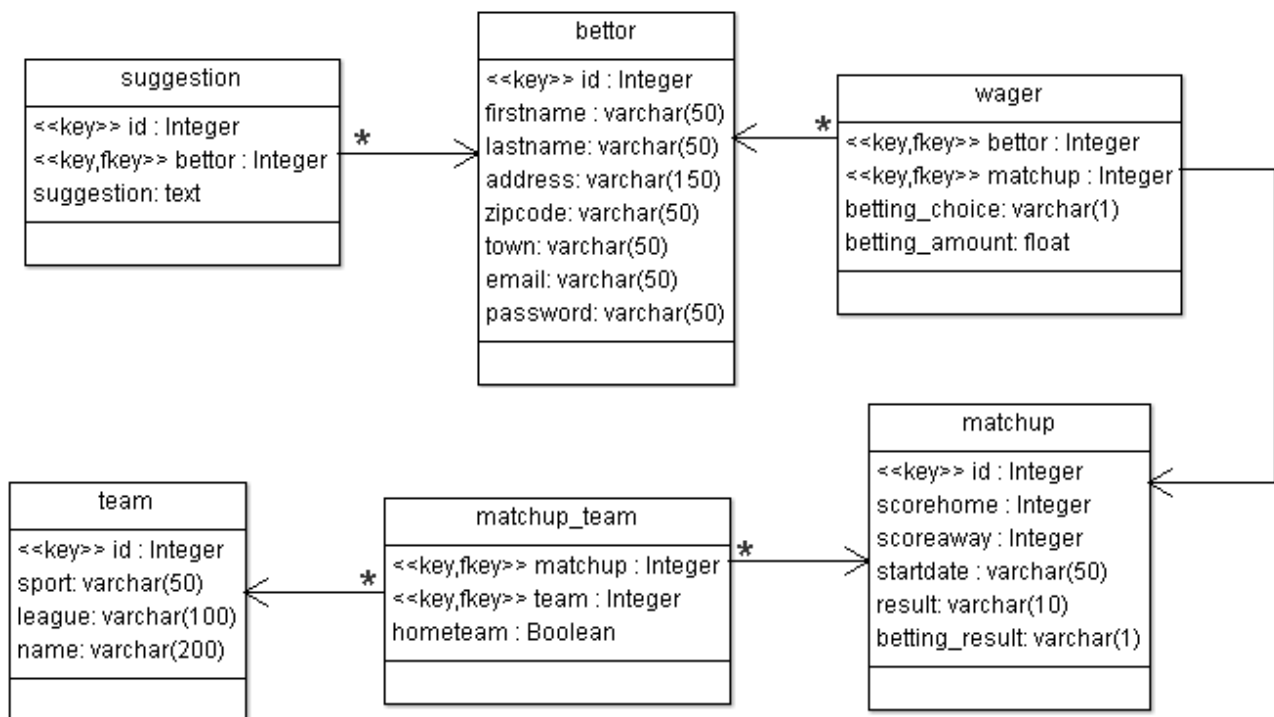 suggestion
<<key>> id : Integer
<<key,fkey>> bettor : Integer
suggestion: text
*
bettor
<<key>> id : Integer
firstname : varchar(50)
lastname: varchar(50)
address: varchar(150)
zipcode: varchar(50)
town: varchar(50)
email: varchar(50)
password: varchar(50)
*
wager
<<key,fkey>> bettor : Integer
<<key,fkey>> matchup : Integer
betting_choice: varchar(1)
betting_amount: float
team
<<key>> id : Integer
sport: varchar(50)
league: varchar(100)
name: varchar(200)
*
matchup_team
<<key,fkey>> matchup : Integer
<<key,fkey>> team : Integer
hometeam : Boolean
*
matchup
<<key>> id : Integer
scorehome : Integer
scoreaway : Integer
startdate : varchar(50)
result: varchar(10)
betting_result: varchar(1)